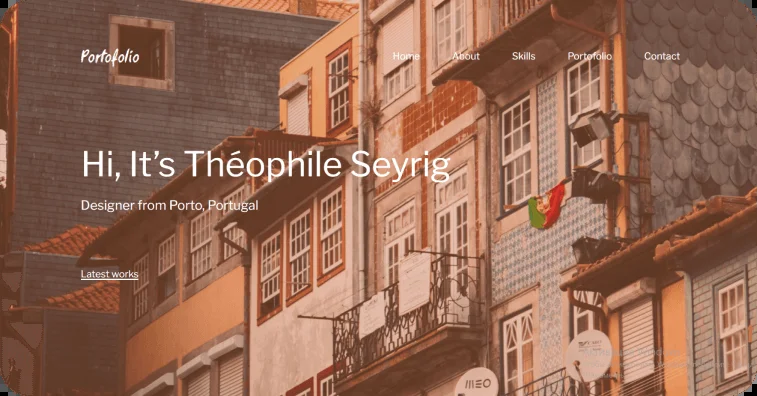 Portofolio
Home About Skills Portofolio Contact
Hi, It's Théophile Seyrig
Designer from Porto, Portugal
Latest works
MEO